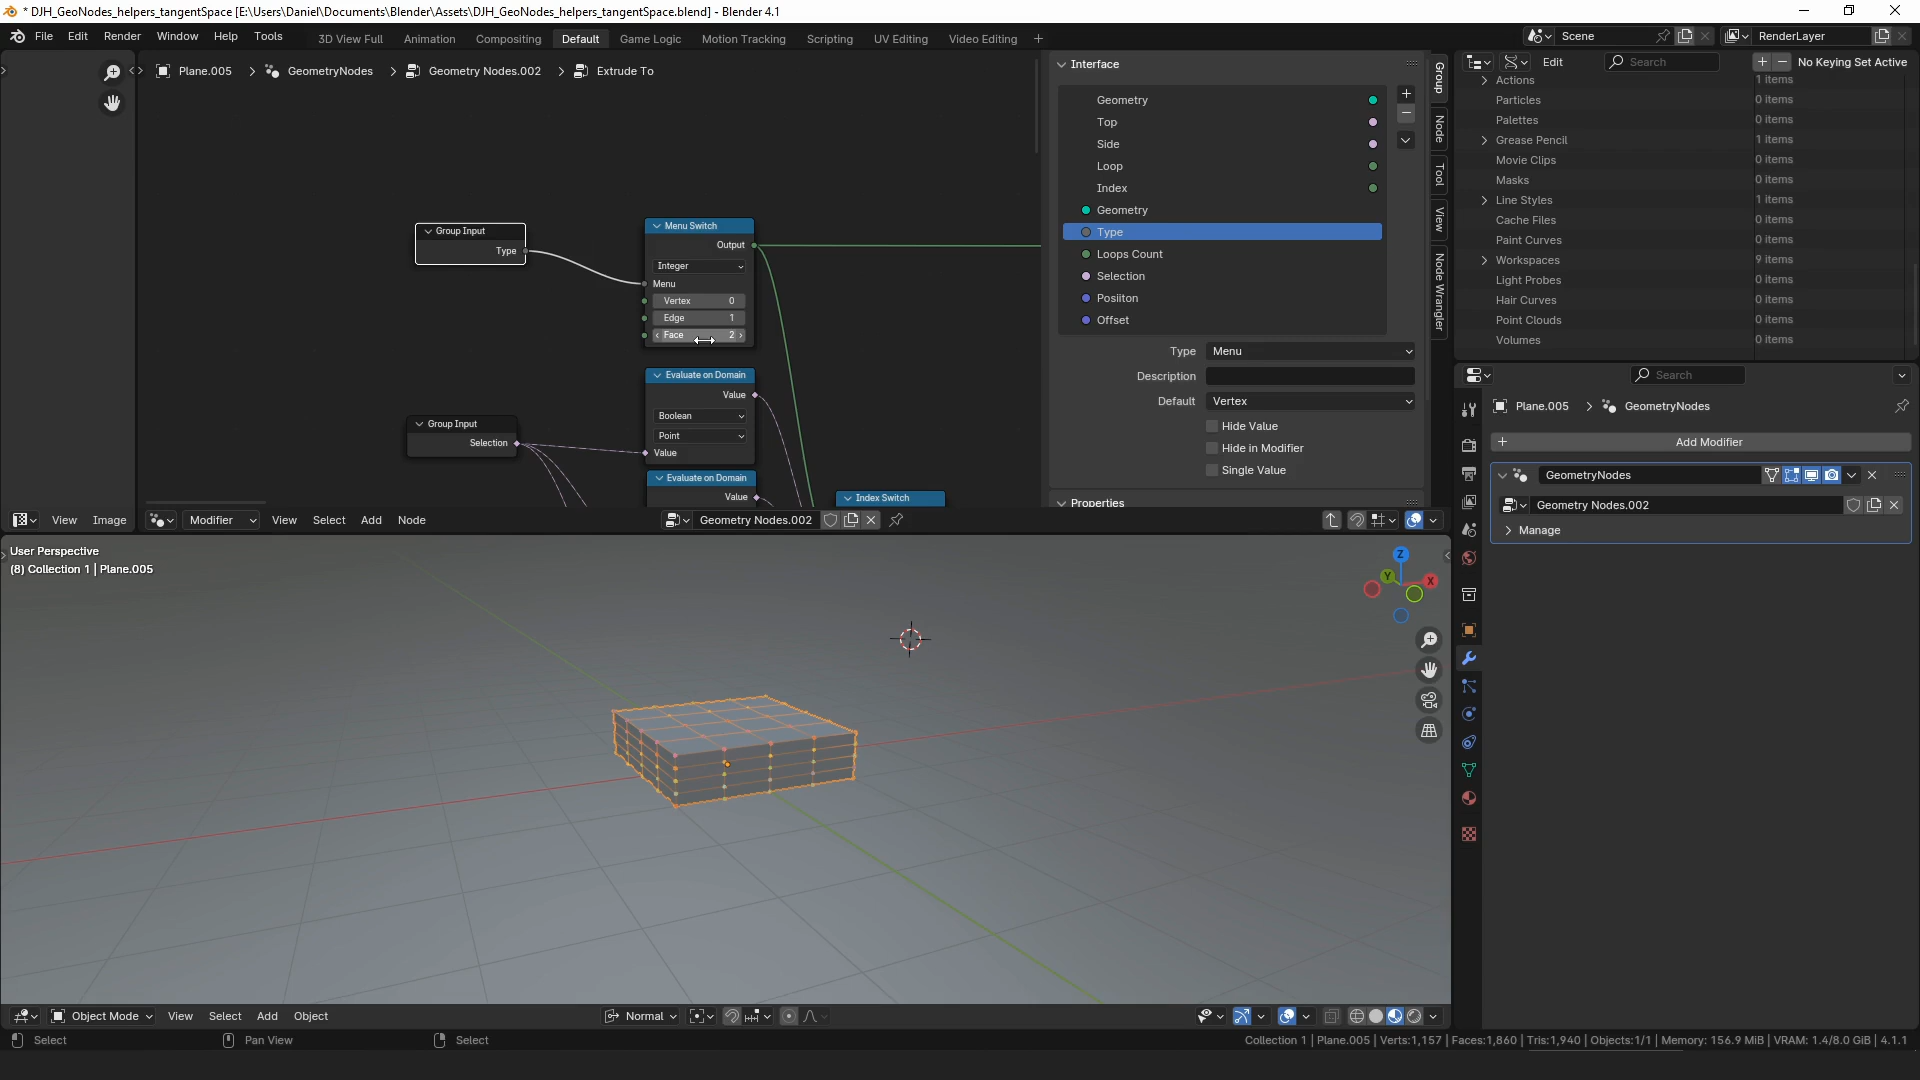 * DJH_GeoNodes_helpers_tangentSpace [E:\Users\Daniel\Documents\Blender\Assets\DJH_GeoNodes_helpers_tangentSpace.blend] - Blender 4.1
File Edit Render Window Help Tools 3D View Full Animation Compositing Default Game Logic Motion Tracking Scripting UV Editing Video Editing +
Scene
RenderLayer
Plane.005 > GeometryNodes > Geometry Nodes.002 > Extrude To
Group Input
Type
Menu Switch
Output
Integer
Menu
Vertex 0
Edge 1
Face 2
Evaluate on Domain
Value
Boolean
Point
Value
Group Input
Selection
Evaluate on Domain
Value
Index Switch
Interface
Geometry
Top
Side
Loop
Index
Geometry
Type
Loops Count
Selection
Posiiton
Offset
Type Menu
Description
Default Vertex
Hide Value
Hide in Modifier
Single Value
Properties
Group
Node
Tool
View
Node Wrangler
View Image
Modifier View Select Add Node
Geometry Nodes.002
Edit
Search
No Keying Set Active
Actions 1 items
Particles 0 items
Palettes 0 items
Grease Pencil 1 items
Movie Clips 0 items
Masks 0 items
Line Styles 1 items
Cache Files 0 items
Paint Curves 0 items
Workspaces 9 items
Light Probes 0 items
Hair Curves 0 items
Point Clouds 0 items
Volumes 0 items
Search
Plane.005 > GeometryNodes
+ Add Modifier
GeometryNodes
Geometry Nodes.002
Manage
User Perspective
(8) Collection 1 | Plane.005
Z
Y
X
Object Mode View Select Add Object
Normal
Select
Pan View
Select
Collection 1 | Plane.005 | Verts:1,157 | Faces:1,860 | Tris:1,940 | Objects:1/1 | Memory: 156.9 MiB | VRAM: 1.4/8.0 GiB | 4.1.1